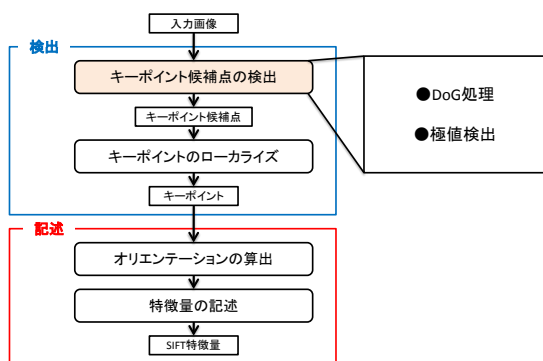 入力画像
検出
キーポイント候補点の検出
●DoG処理
●極値検出
キーポイント候補点
キーポイントのローカライズ
キーポイント
記述
オリエンテーションの算出
特徴量の記述
SIFT特徴量